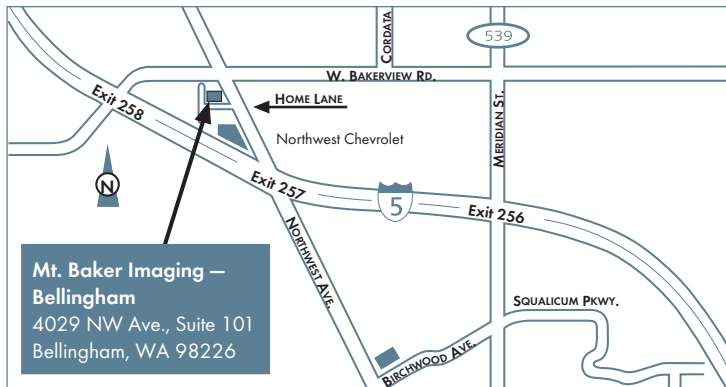 CORDATA
539
W. BAKERVIEW RD.
Exit 258
HOME LANE
Northwest Chevrolet
MERIDIAN ST.
N
Exit 257
5
Exit 256
NORTHWEST AVE.
Mt. Baker Imaging —
Bellingham
4029 NW Ave., Suite 101
Bellingham, WA 98226
SQUALICUM PKWY.
BIRCHWOOD AVE.